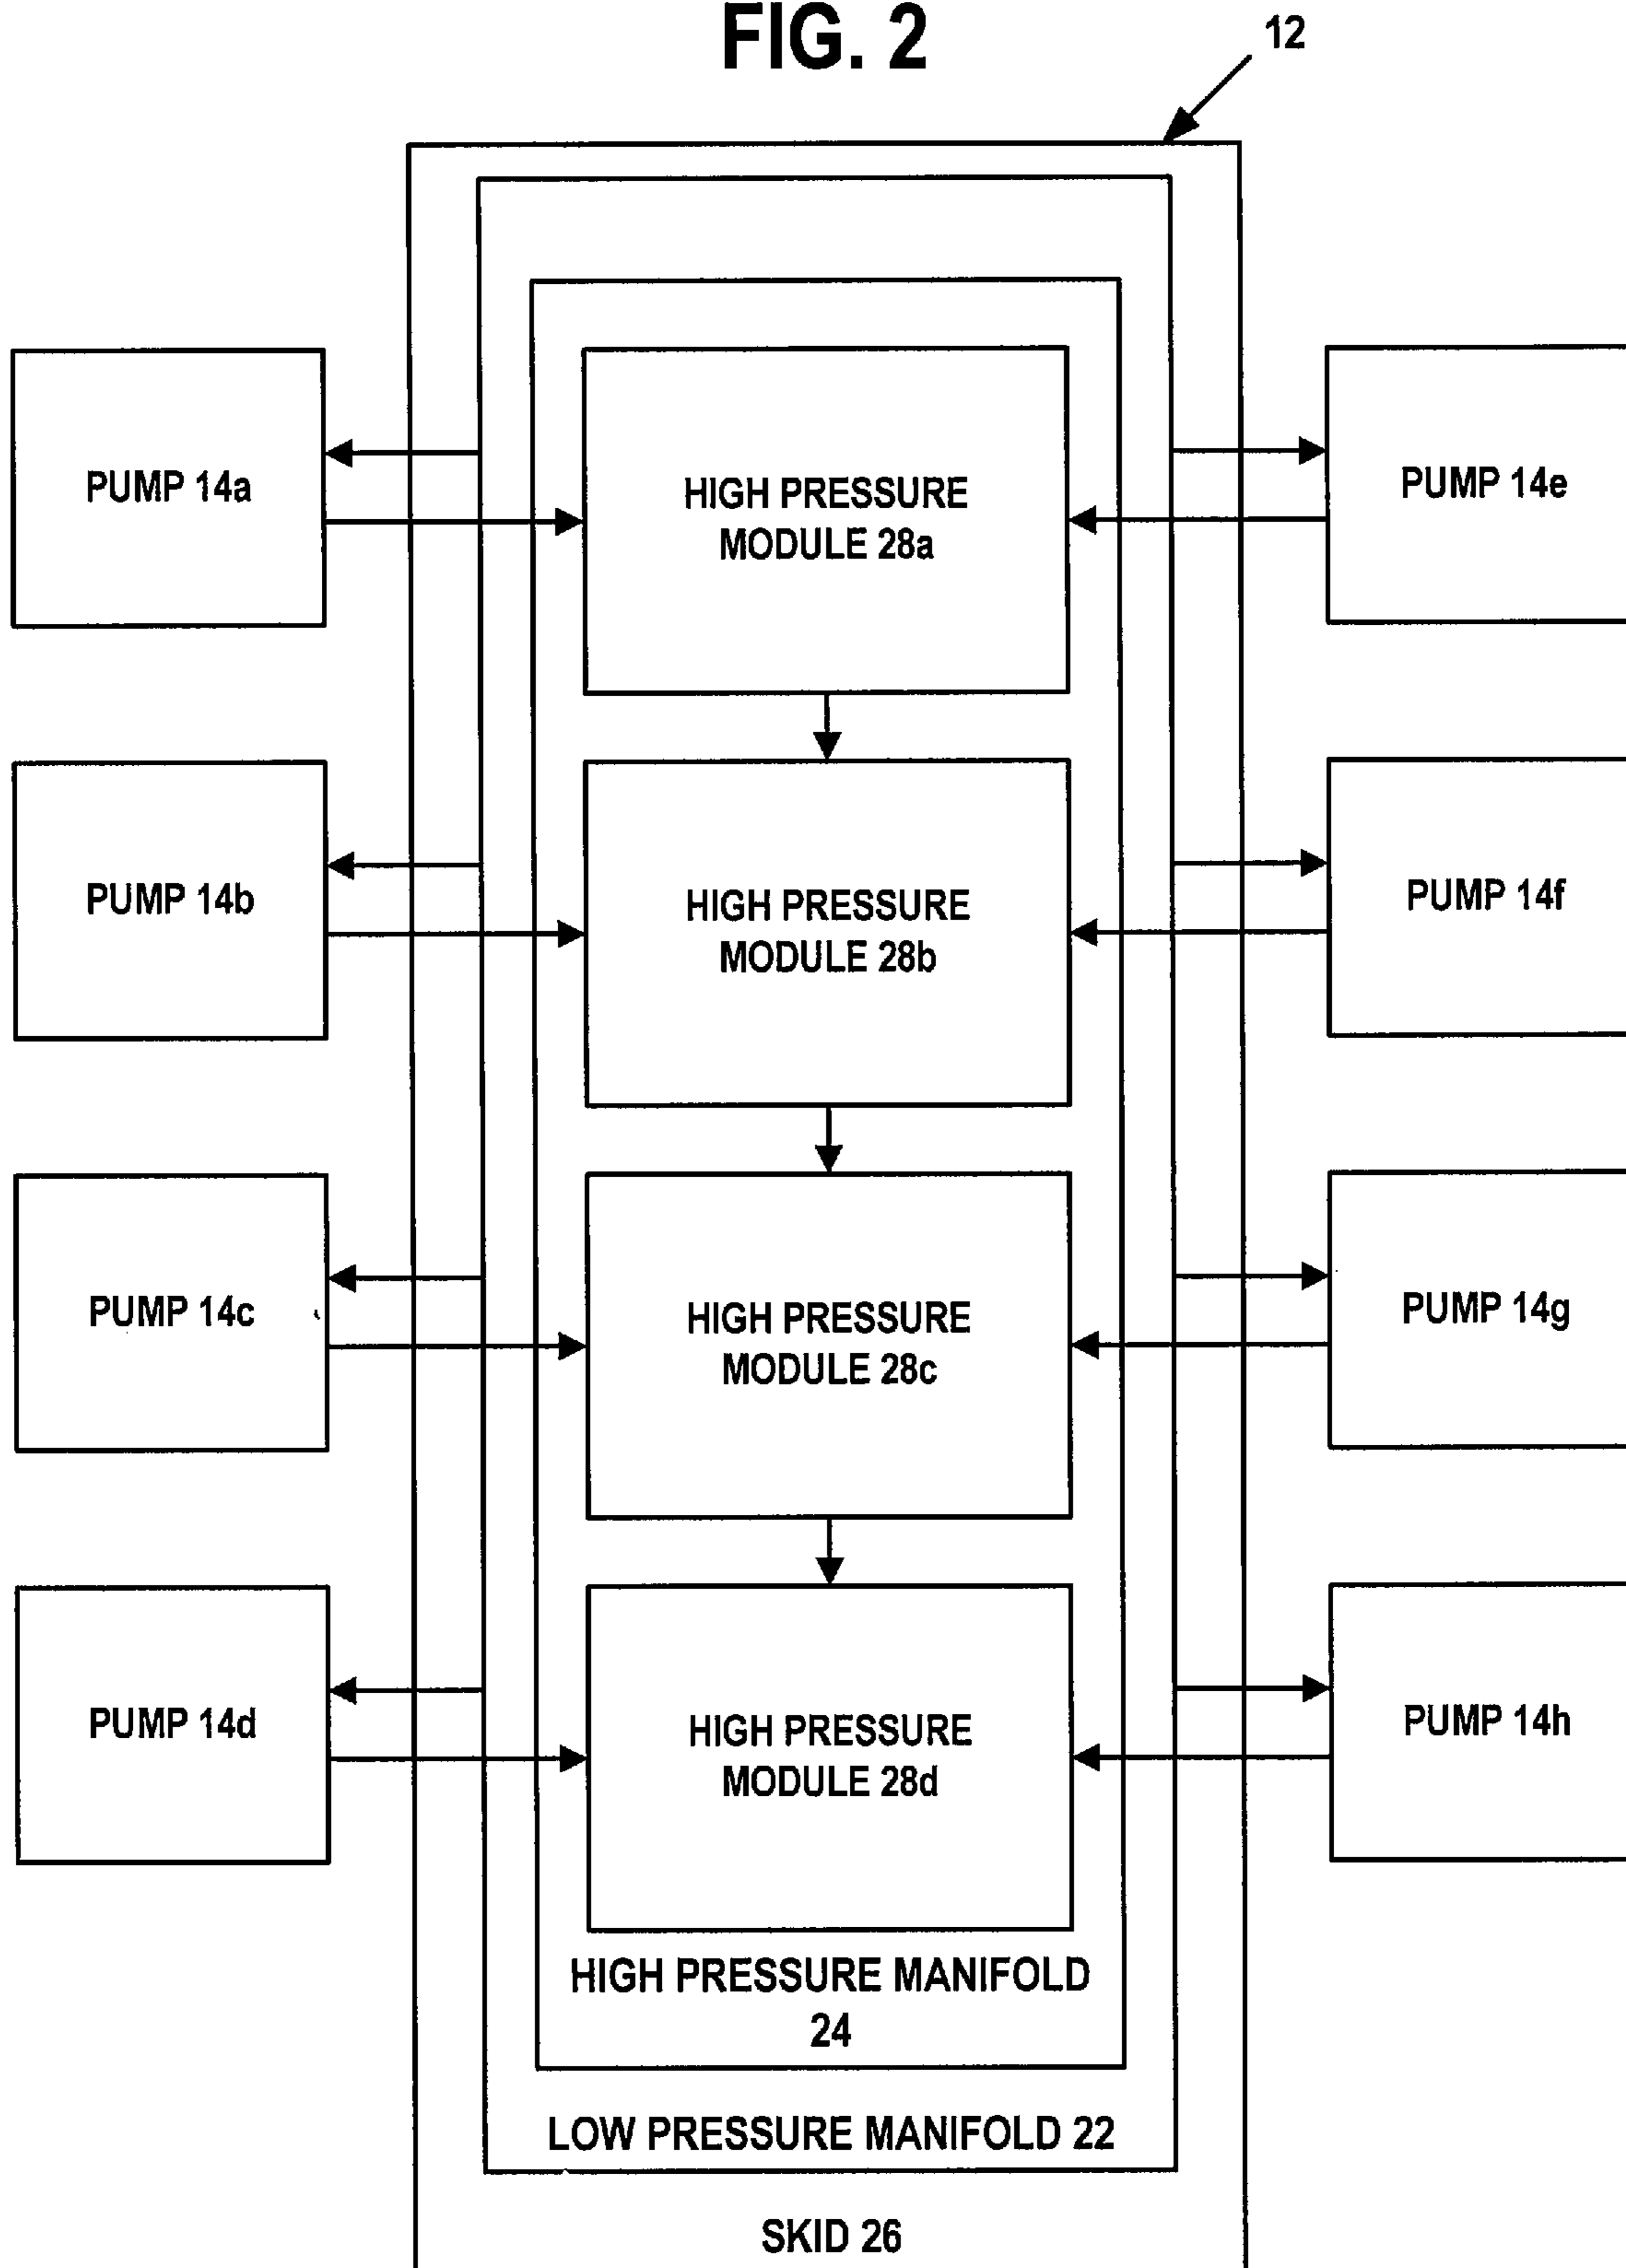 FIG. 2
12
PUMP 14a
HIGH PRESSURE
MODULE 28a
PUMP 14e
PUMP 14b
HIGH PRESSURE
MODULE 28b
PUMP 14f
PUMP 14c
HIGH PRESSURE
MODULE 28c
PUMP 14g
PUMP 14d
HIGH PRESSURE
MODULE 28d
PUMP 14h
HIGH PRESSURE MANIFOLD
24
LOW PRESSURE MANIFOLD 22
SKID 26